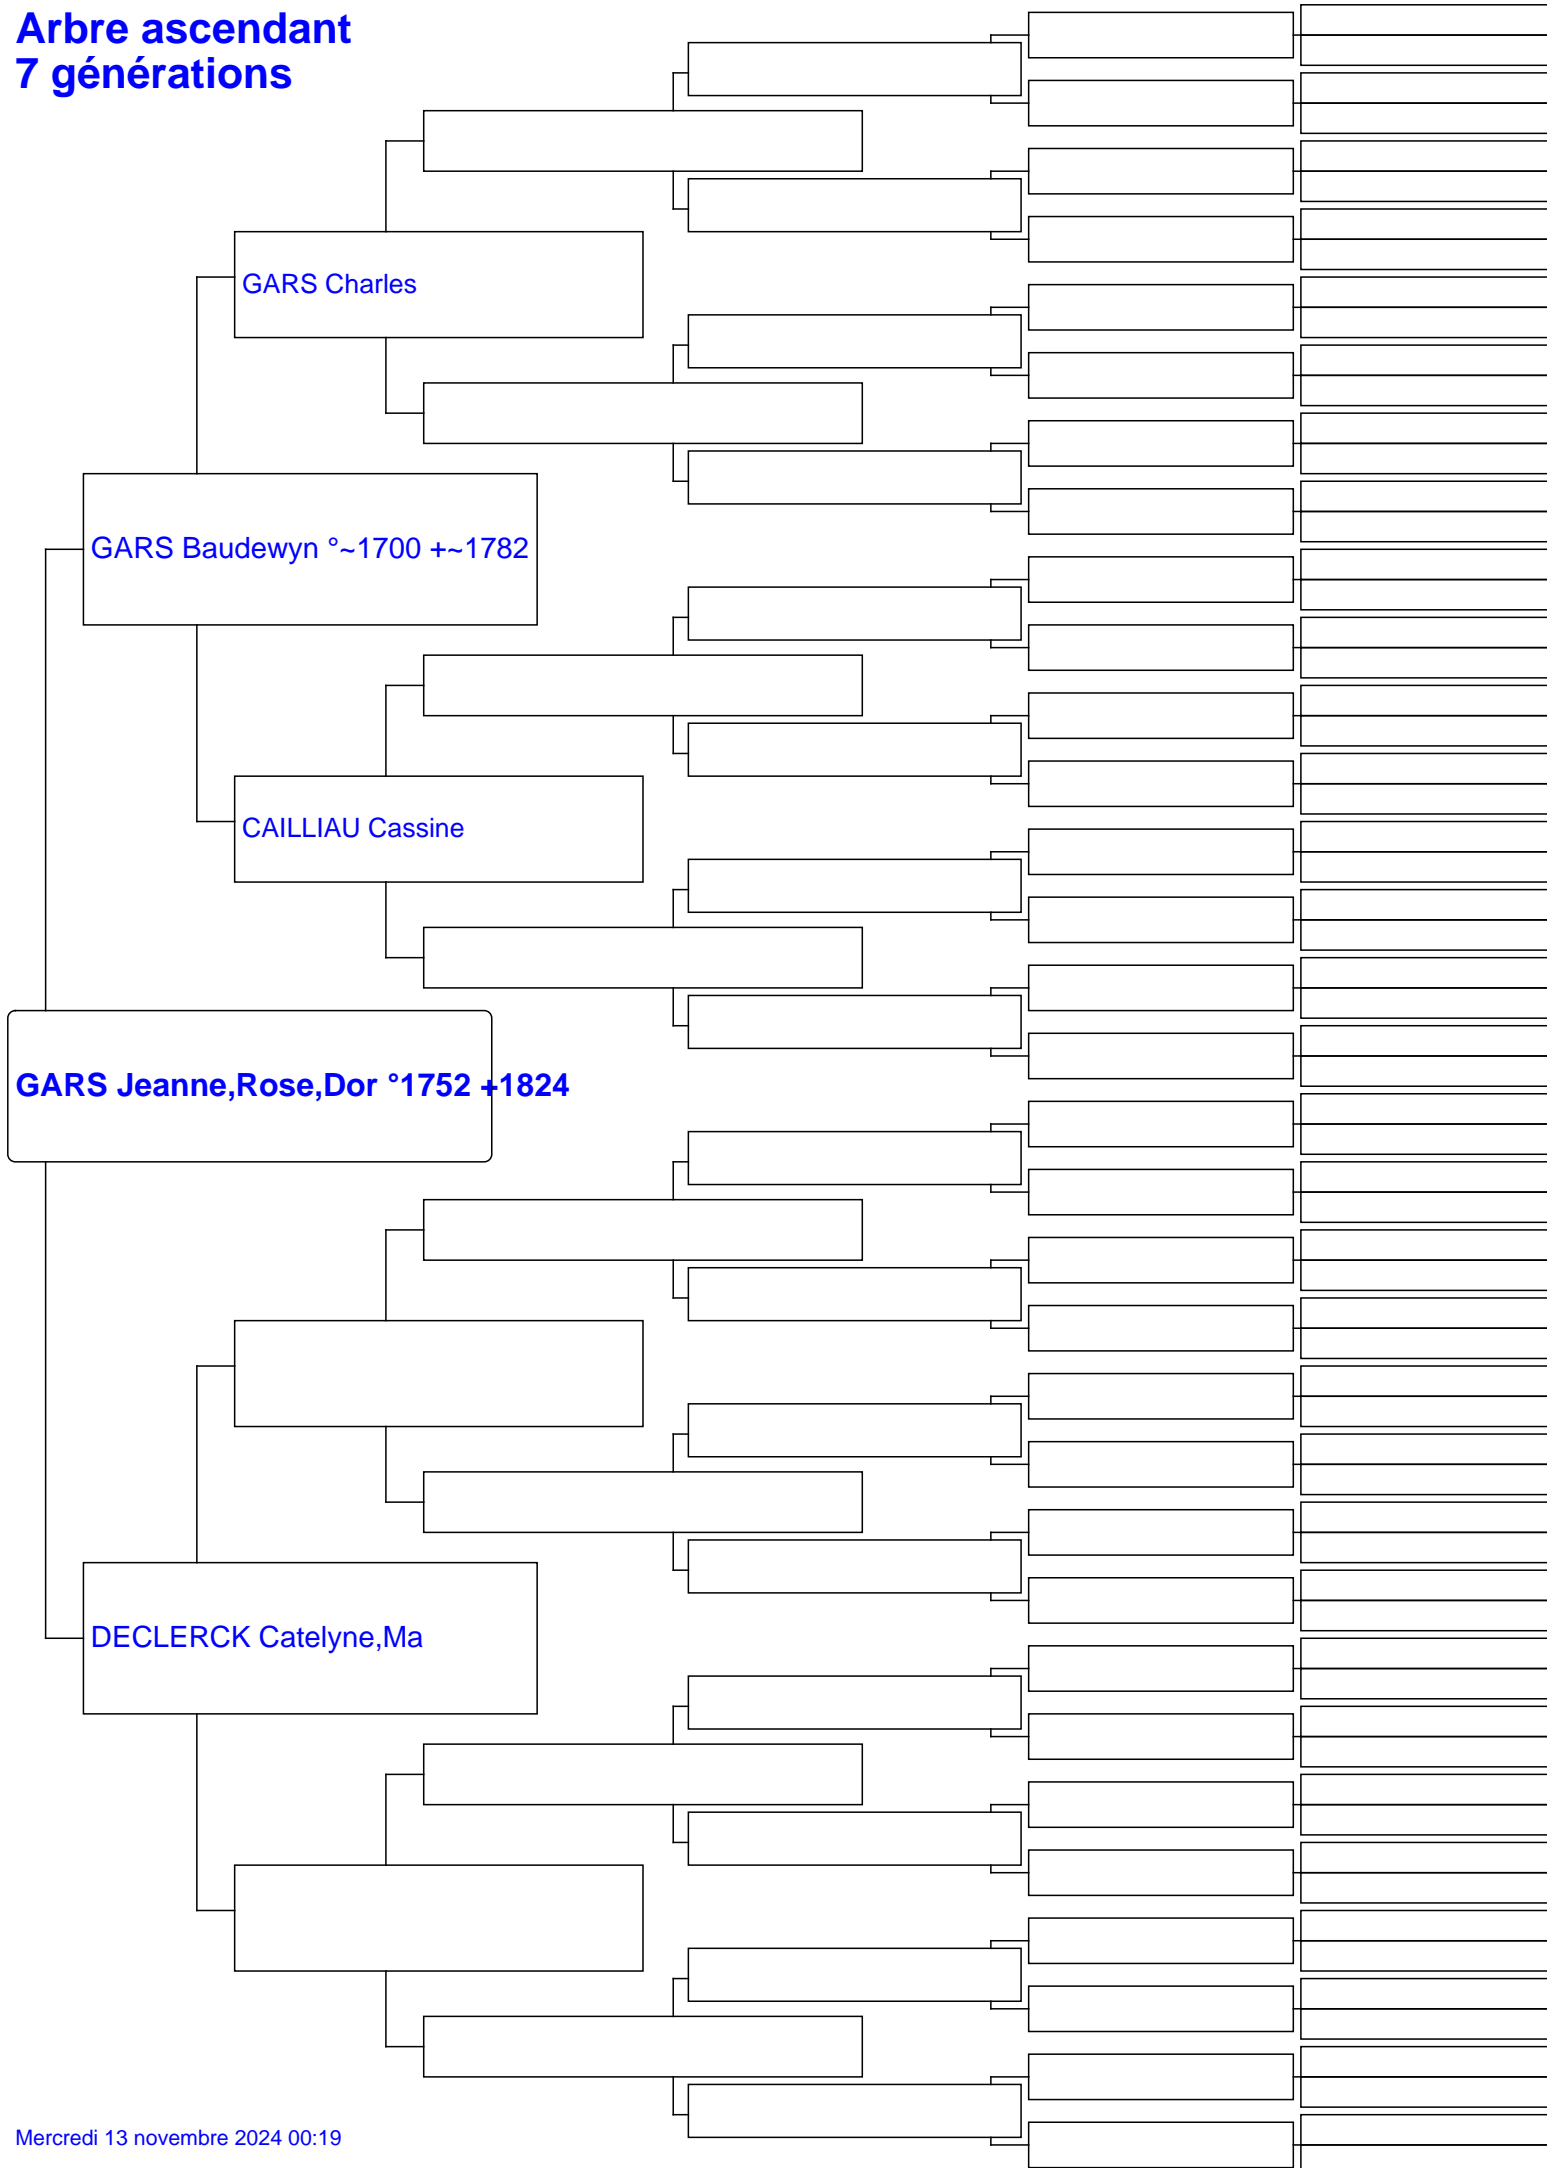 Arbre ascendant
7 générations
GARS Charles
GARS Baudewyn °~1700 +~1782
CAILLIAU Cassine
GARS Jeanne,Rose,Dor °1752 +1824
DECLERCK Catelyne,Ma
Mercredi 13 novembre 2024 00:19